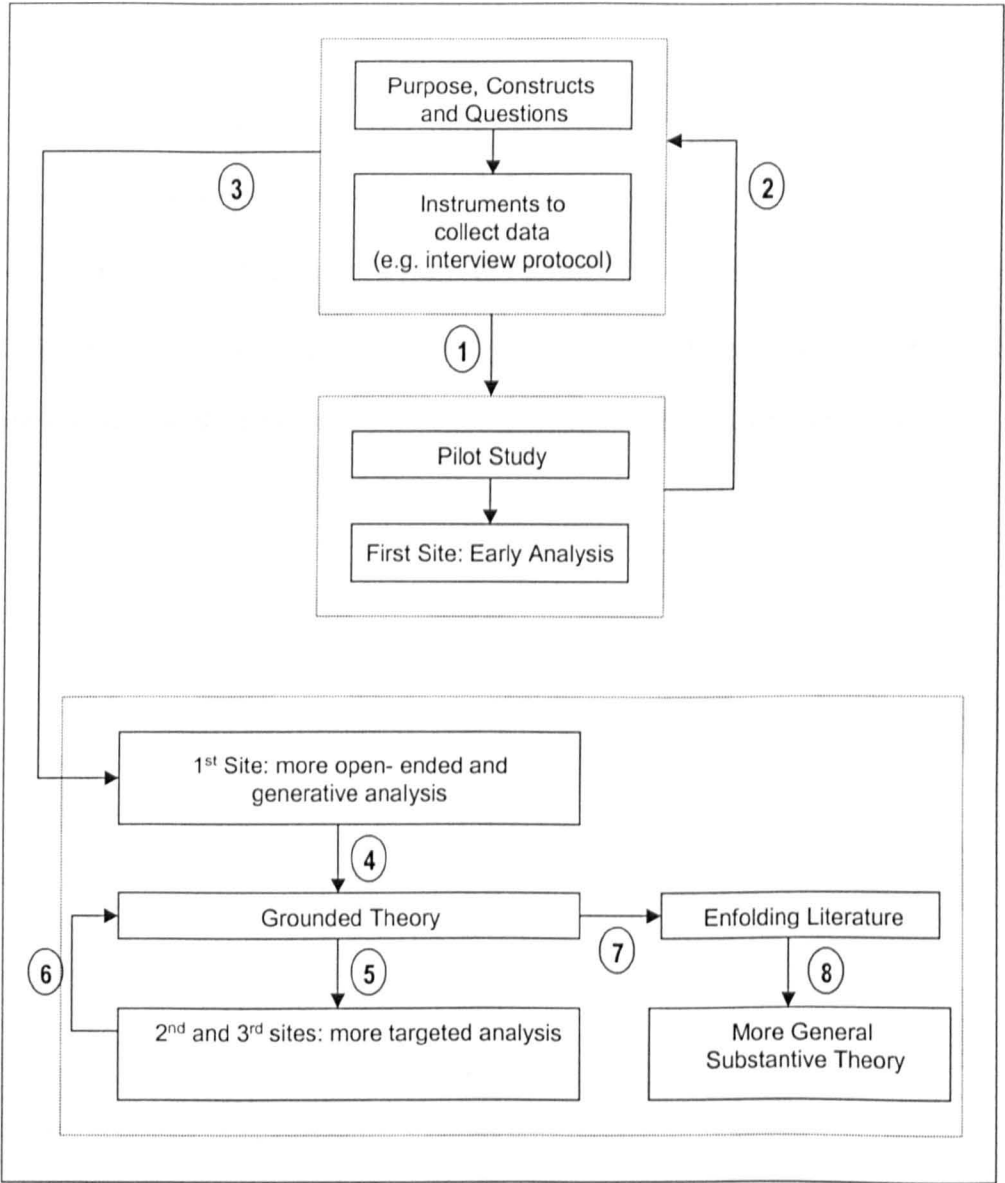 Purpose, Constructs
and Questions
3
2
Instruments to
collect data
(e.g. interview protocol)
1
Pilot Study
First Site: Early Analysis
1st Site: more open- ended and
generative analysis
4
Grounded Theory
Enfolding Literature
7
6
5
8
2nd and 3rd sites: more targeted analysis
More General
Substantive Theory